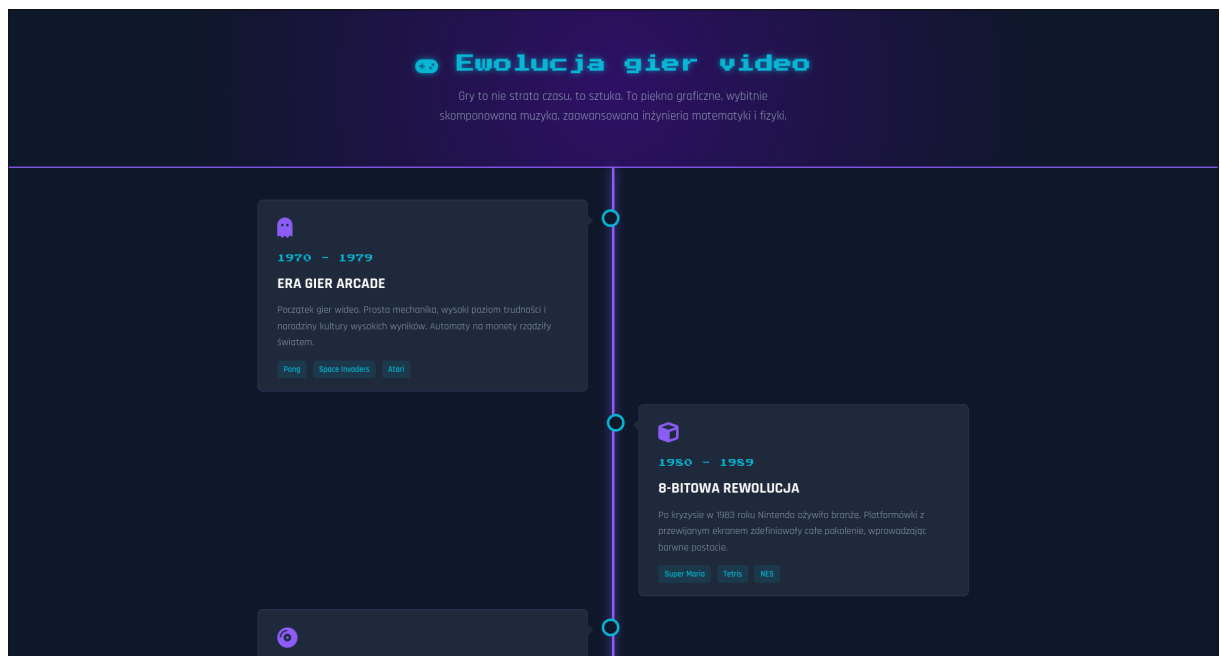 Ewolucja gier video
Gry to nie strata czasu, to sztuka. To piękno graficzne, wybitnie
skomponowana muzyka, zaawansowana inżynieria matematyki i fizyki.
1970 - 1979
ERA GIER ARCADE
Początek gier wideo. Prosta mechanika, wysoki poziom trudności i
narodziny kultury wysokich wyników. Automaty na monety rządziły
światem.
Pong Space Invaders Atari
1980 - 1989
8-BITOWA REWOLUCJA
Po kryzysie w 1983 roku Nintendo ożywiło branżę. Platformówki z
przewijanym ekranem zdefiniowały całe pokolenie, wprowadzając
barwne postacie.
Super Mario Tetris NES